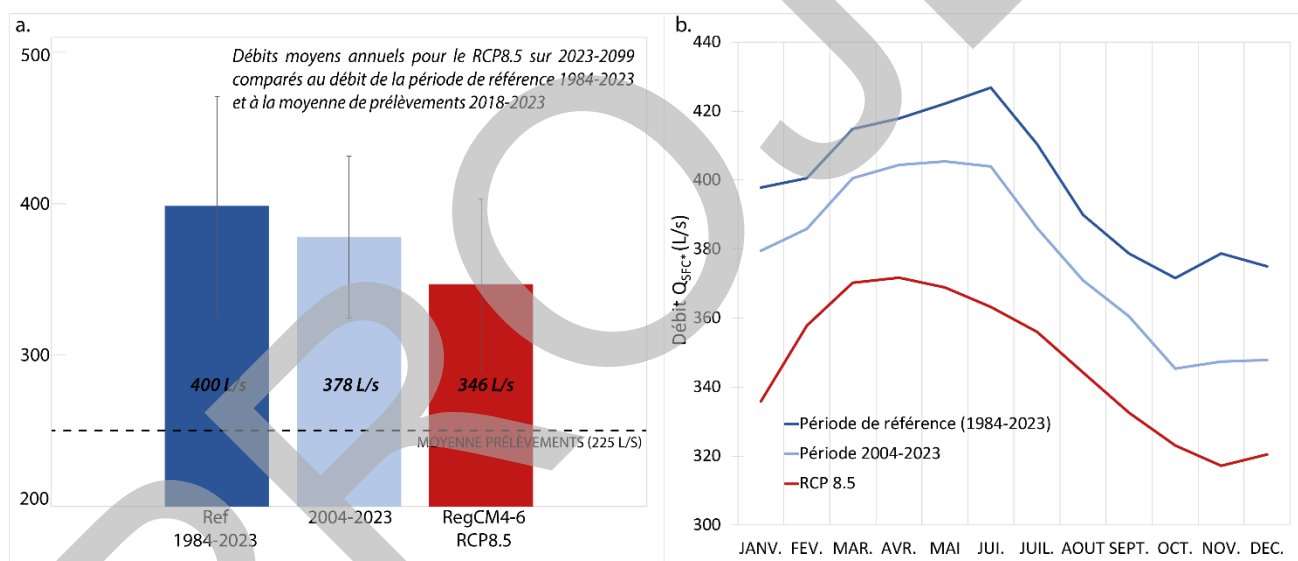 a.
Débits moyens annuels pour le RCP8.5 sur 2023-2099
comparés au débit de la période de référence 1984-2023
et à la moyenne de prélèvements 2018-2023
500
400
300
200
400 L/s
378 L/s
346 L/s
MOYENNE PRÉLÈVEMENTS (225 L/S)
Ref
1984-2023
2004-2023
RegCM4-6
RCP8.5
b.
440
420
400
380
360
340
320
300
Débit QSFC* (L/s)
Période de référence (1984-2023)
Période 2004-2023
RCP 8.5
JANV. FEV. MAR. AVR. MAI JUI. JUIL. AOUT SEPT. OCT. NOV. DEC.